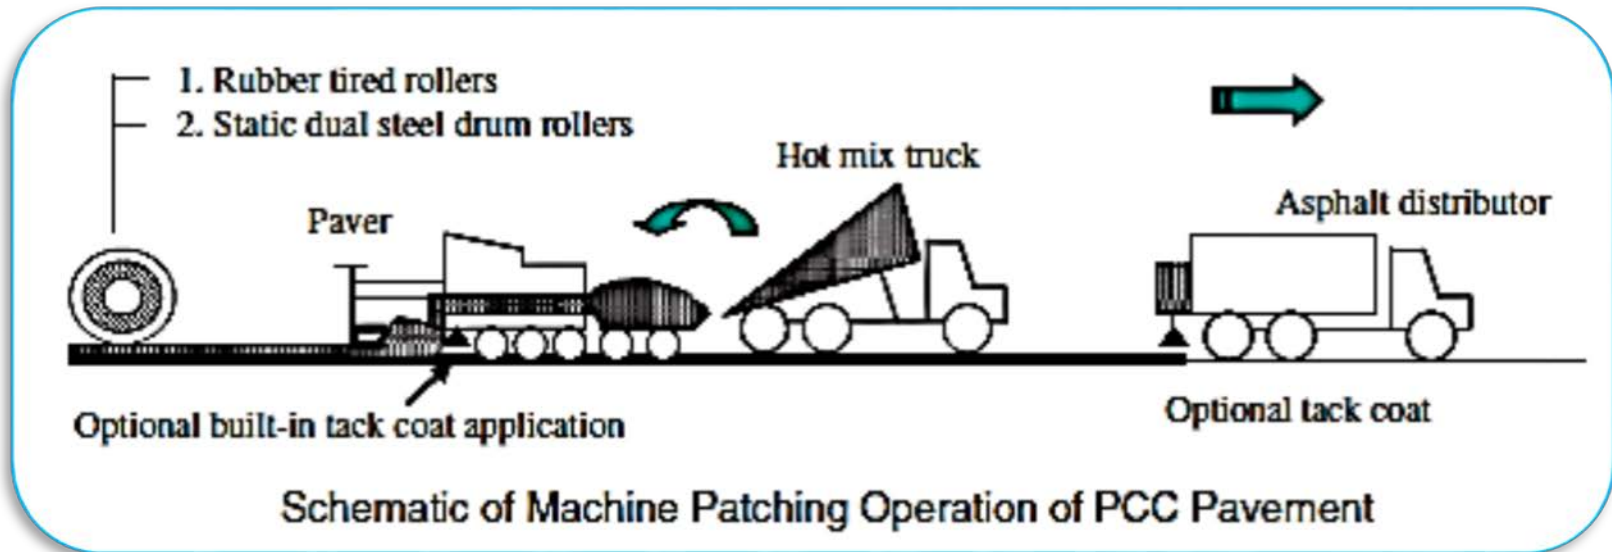 1. Rubber tired rollers
2. Static dual steel drum rollers
Hot mix truck
Paver
Asphalt distributor
Optional built-in tack coat application
Optional tack coat
Schematic of Machine Patching Operation of PCC Pavement